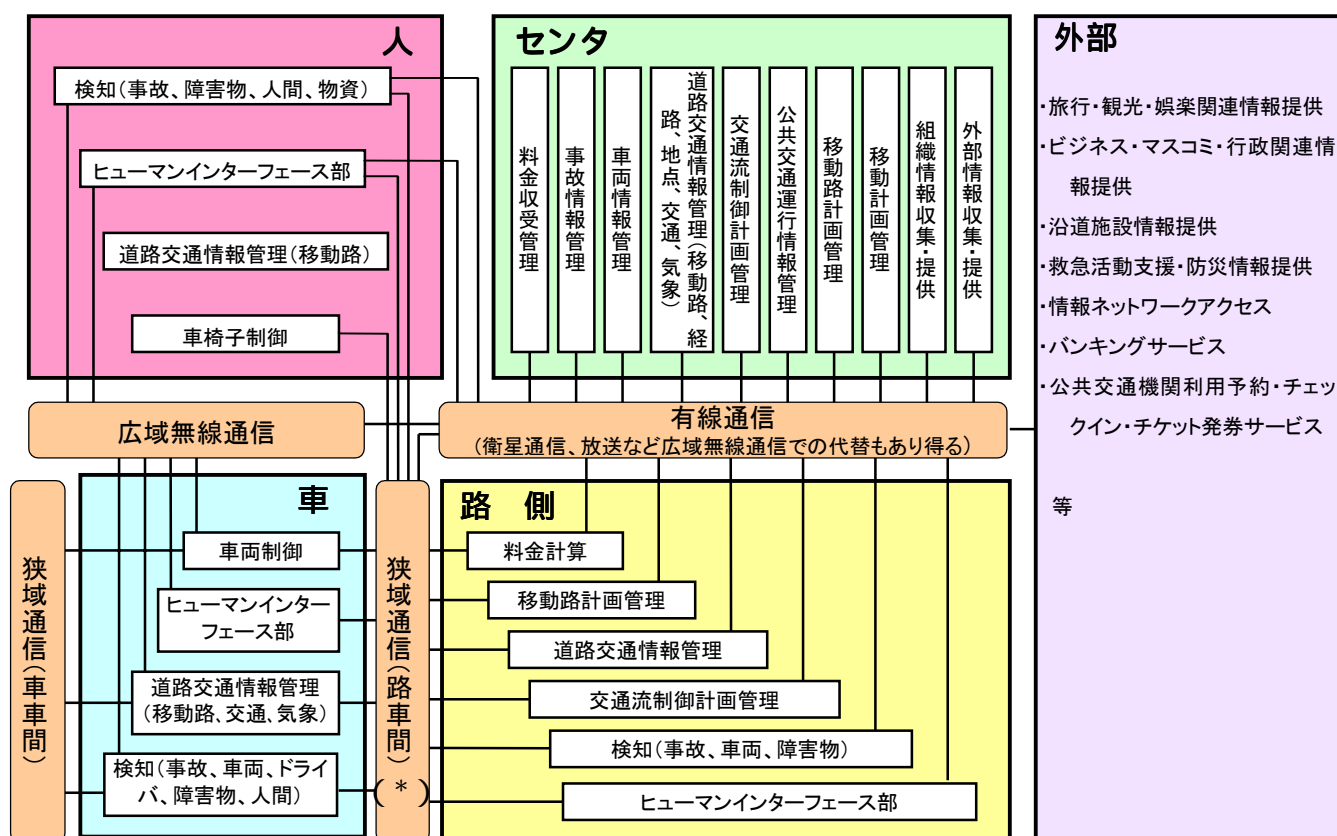 人
検知（事故、障害物、人間、物資）
ヒューマンインターフェース部
道路交通情報管理（移動路）
車椅子制御
センタ
料金収受管理
事故情報管理
車両情報管理
道路交通情報管理（移動路、経
路、地点、交通、気象）
交通流制御計画管理
公共交通運行情報管理
移動路計画管理
移動計画管理
組織情報収集・提供
外部情報収集・提供
外部
・旅行・観光・娯楽関連情報提供
・ビジネス・マスコミ・行政関連情
報提供
・沿道施設情報提供
・救急活動支援・防災情報提供
・情報ネットワークアクセス
・バンキングサービス
・公共交通機関利用予約・チェッ
クイン・チケット発券サービス
等
広域無線通信
有線通信
（衛星通信、放送など広域無線通信での代替もあり得る）
狭域通信（車車間）
車
車両制御
ヒューマンインター
フェース部
道路交通情報管理
（移動路、交通、気象）
検知（事故、車両、ドライ
バ、障害物、人間）
狭域通信（路車間）
（*）
路 側
料金計算
移動路計画管理
道路交通情報管理
交通流制御計画管理
検知（事故、車両、障害物）
ヒューマンインターフェース部